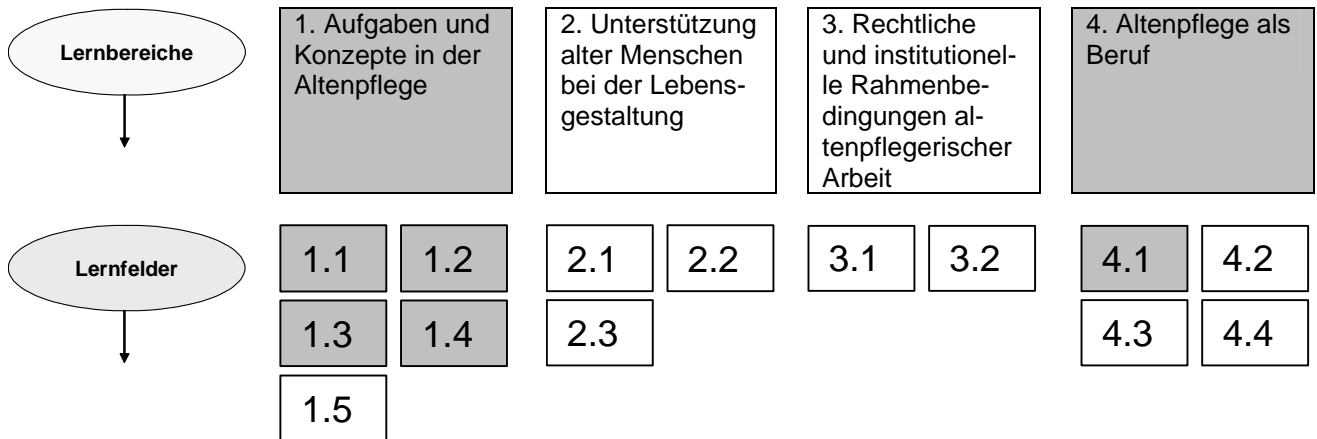 Lernbereiche
1. Aufgaben und
Konzepte in der
Altenpflege
2. Unterstützung
alter Menschen
bei der Lebens-
gestaltung
3. Rechtliche
und institutionel-
le Rahmenbe-
dingungen al-
tenpflegerischer
Arbeit
4. Altenpflege als
Beruf
Lernfelder
1.1 1.2 2.1 2.2 3.1 3.2 4.1 4.2
1.3 1.4 2.3 4.3 4.4
1.5